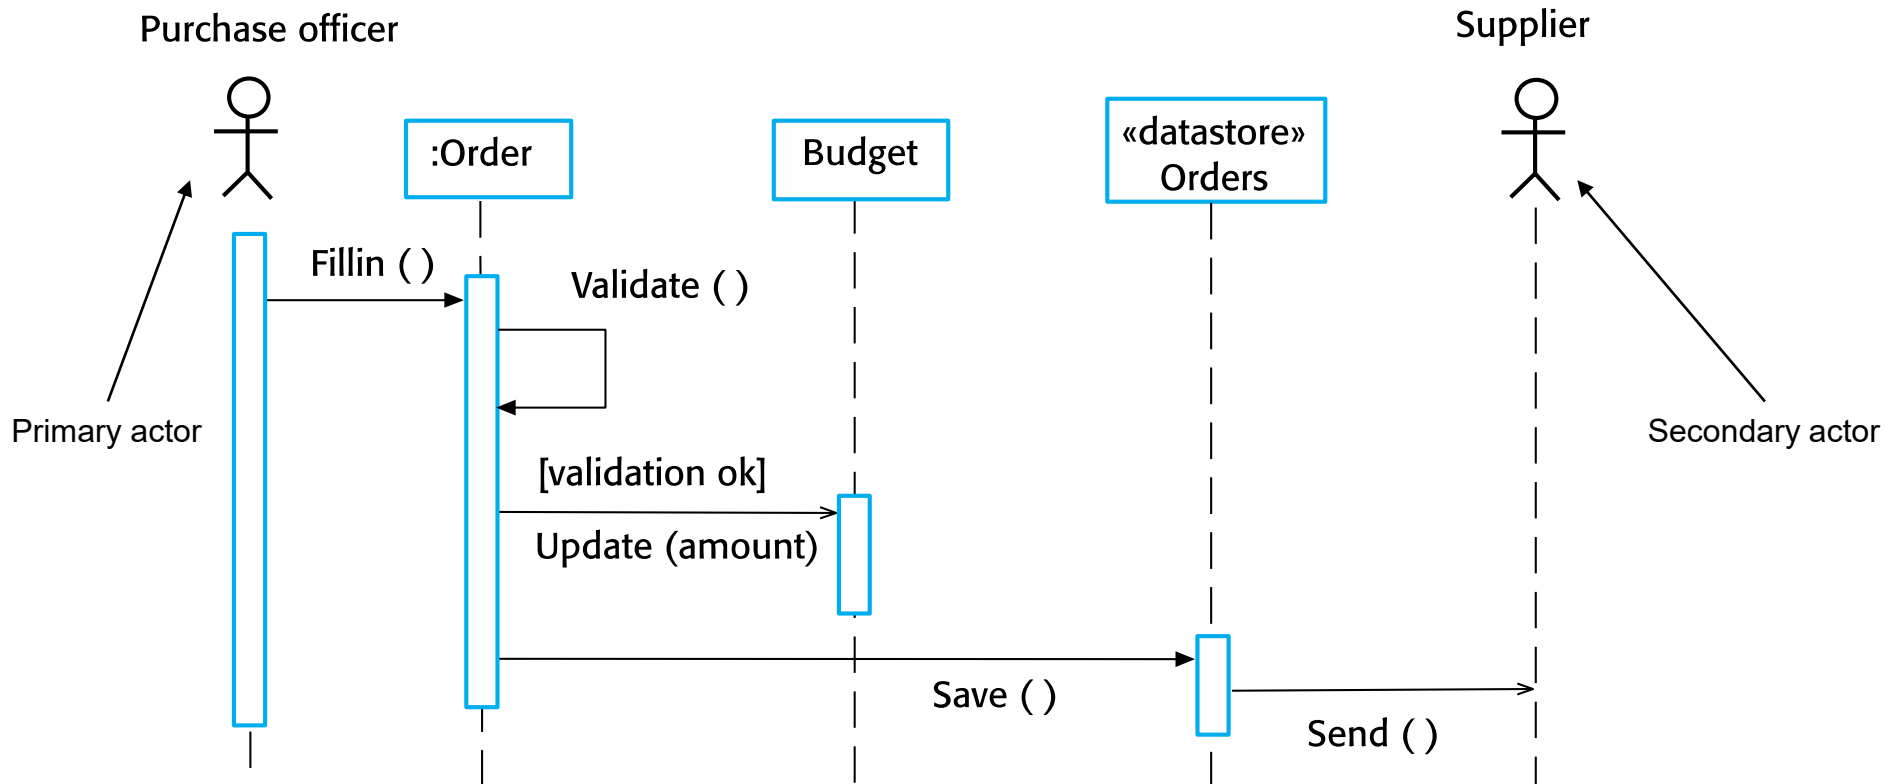 Purchase officer
Supplier
:Order
Budget
«datastore»
Orders
Fillin ( )
Validate ( )
Primary actor
Secondary actor
[validation ok]
Update (amount)
Save ( )
Send ( )